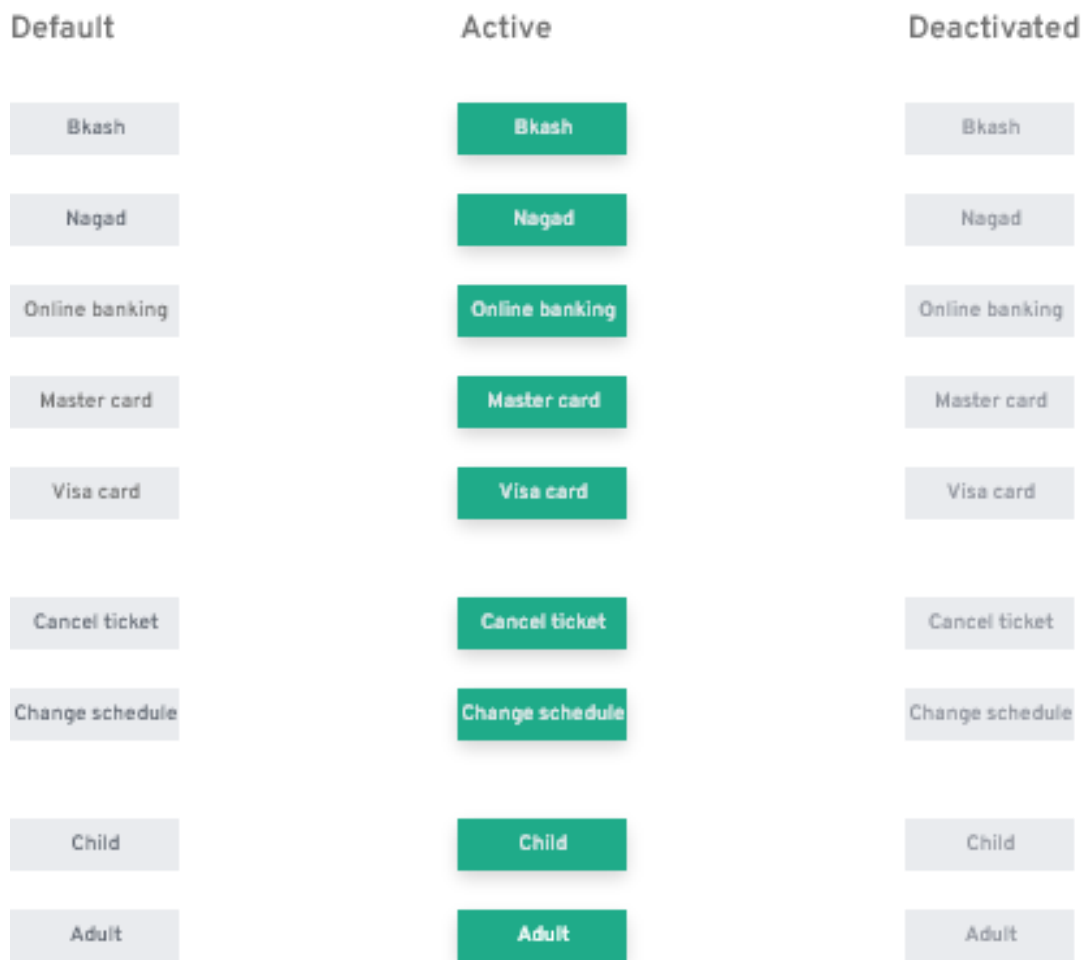 Default Active Deactivated
Bkash Bkash Bkash
Nagad Nagad Nagad
Online banking Online banking Online banking
Master card Master card Master card
Visa card Visa card Visa card
Cancel ticket Cancel ticket Cancel ticket
Change schedule Change schedule Change schedule
Child Child Child
Adult Adult Adult